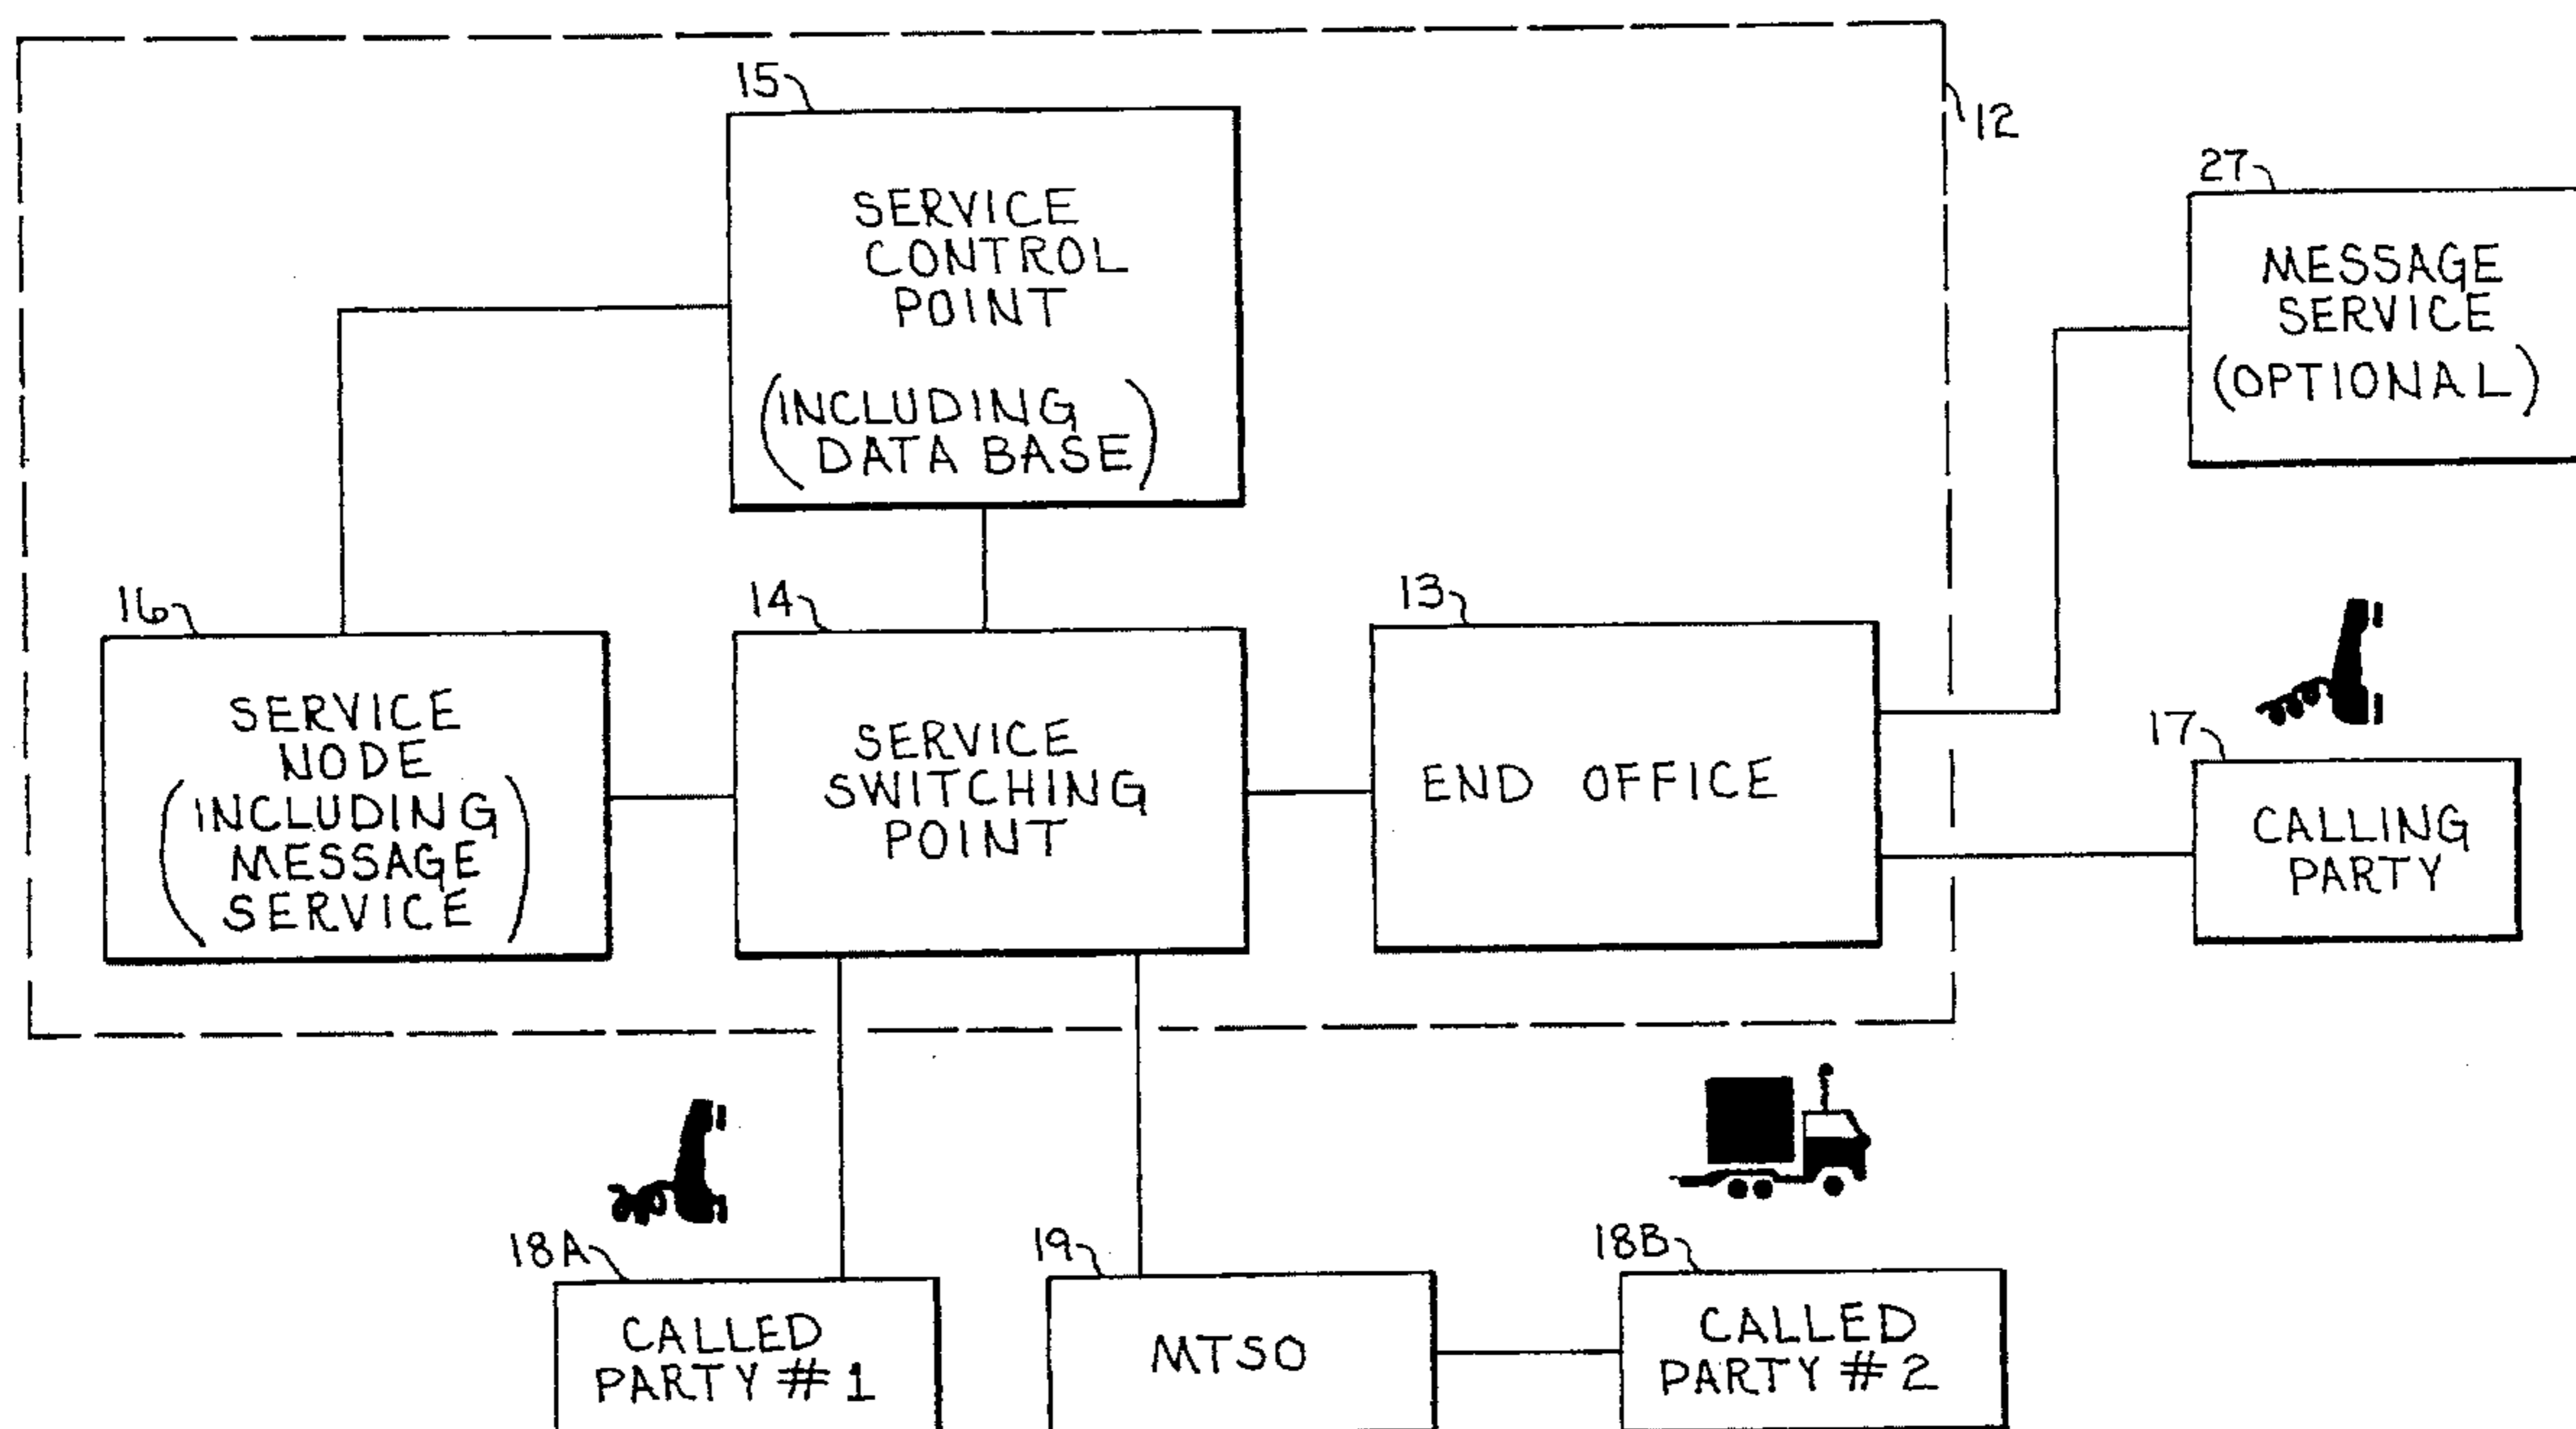 15
SERVICE
CONTROL
POINT
(INCLUDING
DATA BASE)
12
27
MESSAGE
SERVICE
(OPTIONAL)
16
SERVICE
NODE
(INCLUDING
MESSAGE
SERVICE)
14
SERVICE
SWITCHING
POINT
13
END OFFICE
17
CALLING
PARTY
18A
CALLED
PARTY #1
19
MTSO
18B
CALLED
PARTY #2